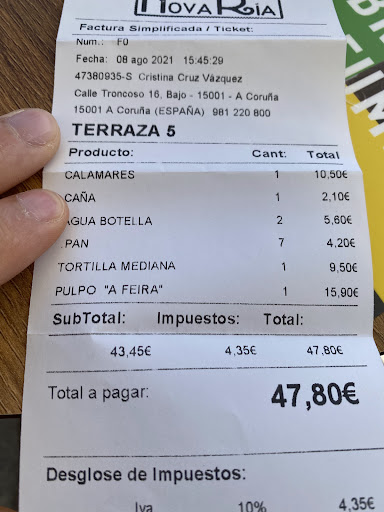 NOVA RIA
Factura Simplificada / Ticket:
Num.: F0
Fecha: 08 ago 2021 15:45:29
47380935-S Cristina Cruz Vázquez
Calle Troncoso 16, Bajo - 15001 - A Coruña
15001 A Coruña (ESPAÑA) 981 220 800
TERRAZA 5
Producto: Cant: Total
CALAMARES 1 10,50€
CAÑA 1 2,10€
AGUA BOTELLA 2 5,60€
.PAN 7 4,20€
TORTILLA MEDIANA 1 9,50€
PULPO "A FEIRA" 1 15,90€
SubTotal: Impuestos: Total:
43,45€ 4,35€ 47,80€
Total a pagar: 47,80€
Desglose de Impuestos:
Iva 10% 4,35€